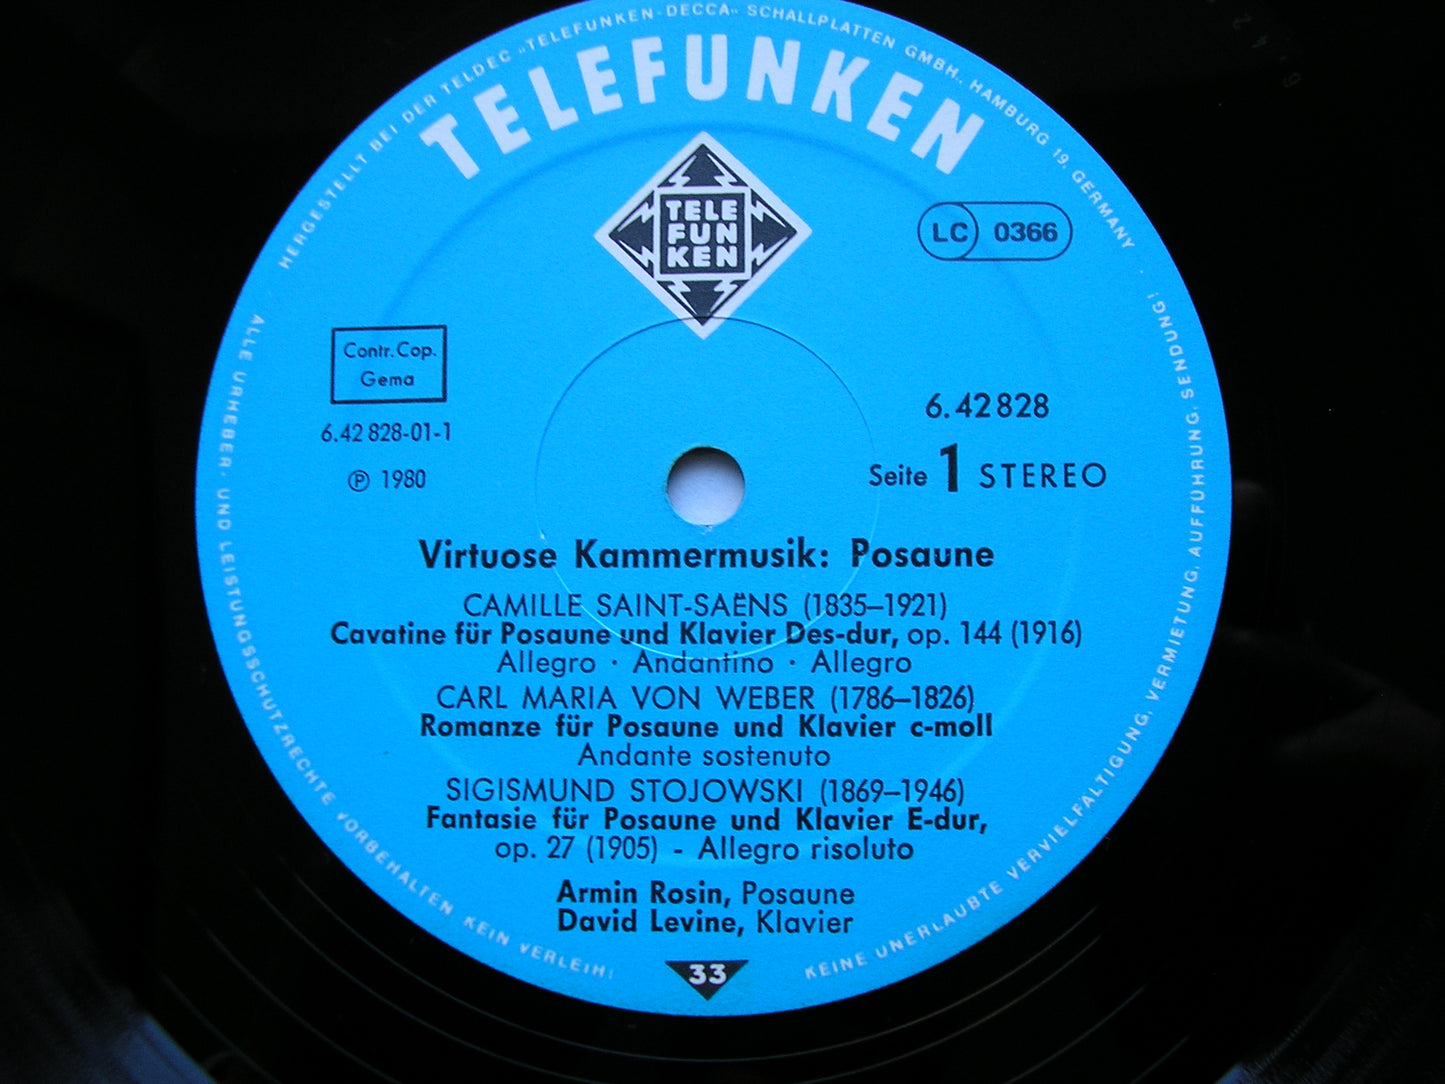 HERGESTELLT BEI DER TELDEC »TELEFUNKEN-DECCA« SCHALLPLATTEN GMBH., HAMBURG 19, GERMANY
TELEFUNKEN
TELE
FUN
KEN
LC 0366
Contr. Cop.
Gema
6.42 828-01-1
℗ 1980
6.42828
Seite 1 STEREO
Virtuose Kammermusik: Posaune
CAMILLE SAINT-SAËNS (1835–1921)
Cavatine für Posaune und Klavier Des-dur, op. 144 (1916)
Allegro · Andantino · Allegro
CARL MARIA VON WEBER (1786–1826)
Romanze für Posaune und Klavier c-moll
Andante sostenuto
SIGISMUND STOJOWSKI (1869–1946)
Fantasie für Posaune und Klavier E-dur,
op. 27 (1905) - Allegro risoluto
Armin Rosin, Posaune
David Levine, Klavier
33
ALLE URHEBER- UND LEISTUNGSSCHUTZRECHTE VORBEHALTEN KEIN VERLEIH!
KEINE UNERLAUBTE VERVIELFALTIGUNG, VERMIETUNG, AUFFUHRUNG, SENDUNG!